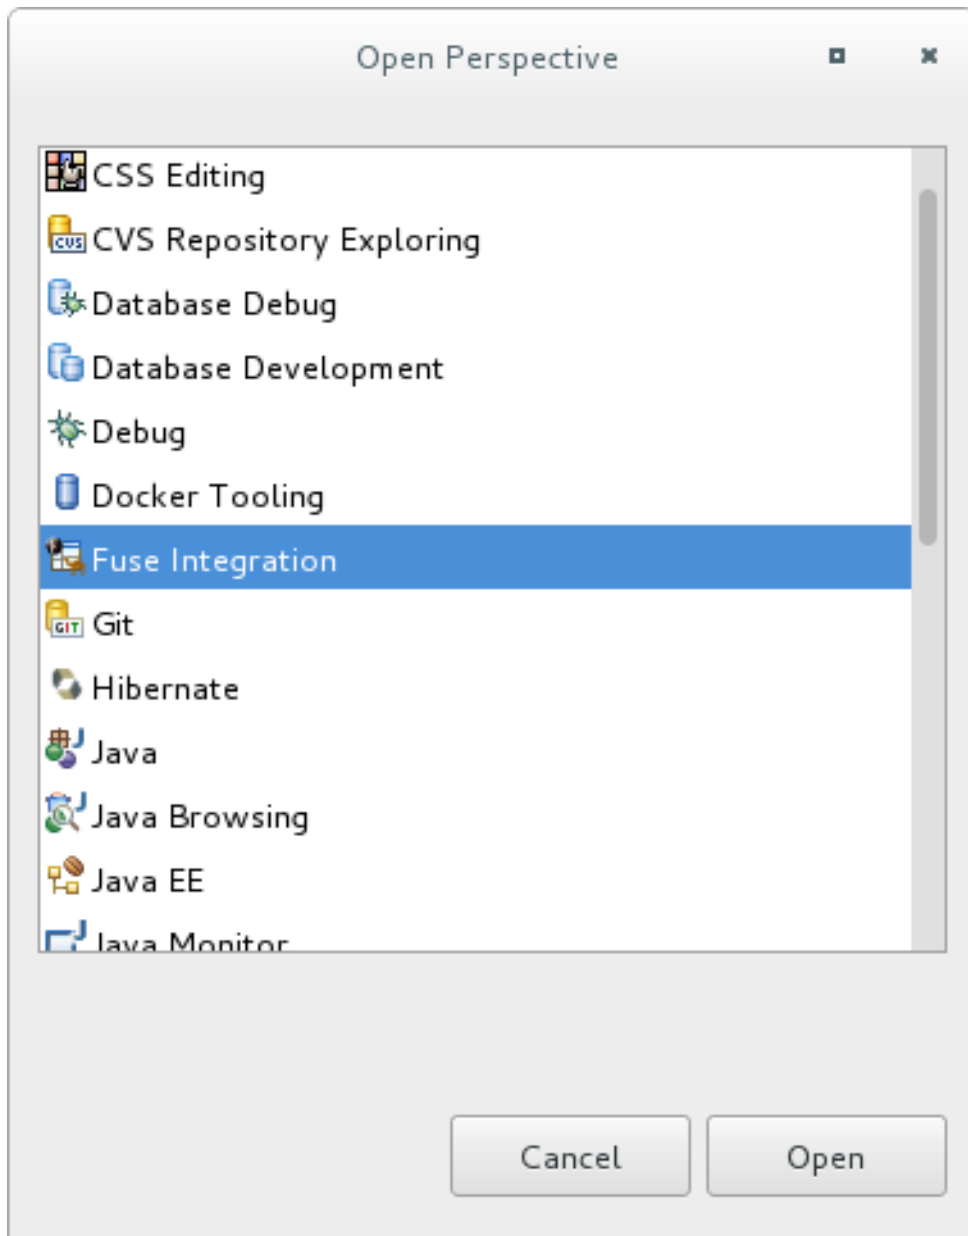 Open Perspective
CSS Editing
CVS Repository Exploring
Database Debug
Database Development
Debug
Docker Tooling
Fuse Integration
Git
Hibernate
Java
Java Browsing
Java EE
Java Monitor
Cancel
Open